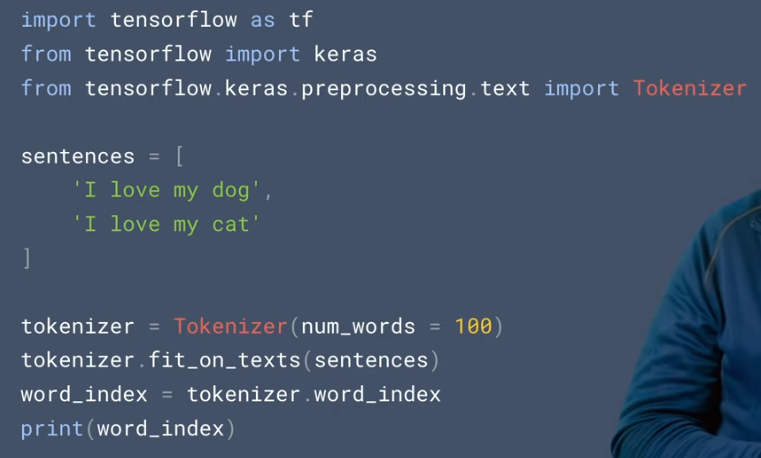 import tensorflow as tf
from tensorflow import keras
from tensorflow.keras.preprocessing.text import Tokenizer
sentences = [
    'I love my dog',
    'I love my cat'
]
tokenizer = Tokenizer(num_words = 100)
tokenizer.fit_on_texts(sentences)
word_index = tokenizer.word_index
print(word_index)